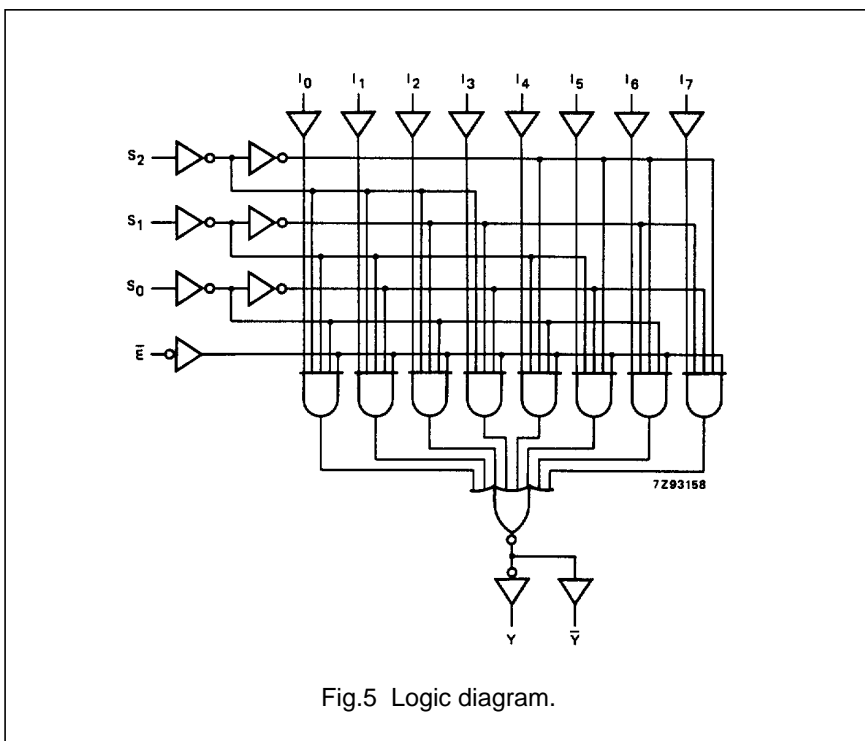 I0 I1 I2 I3 I4 I5 I6 I7
S2
S1
S0
E̅
7Z93158
Y Y̅
Fig.5 Logic diagram.